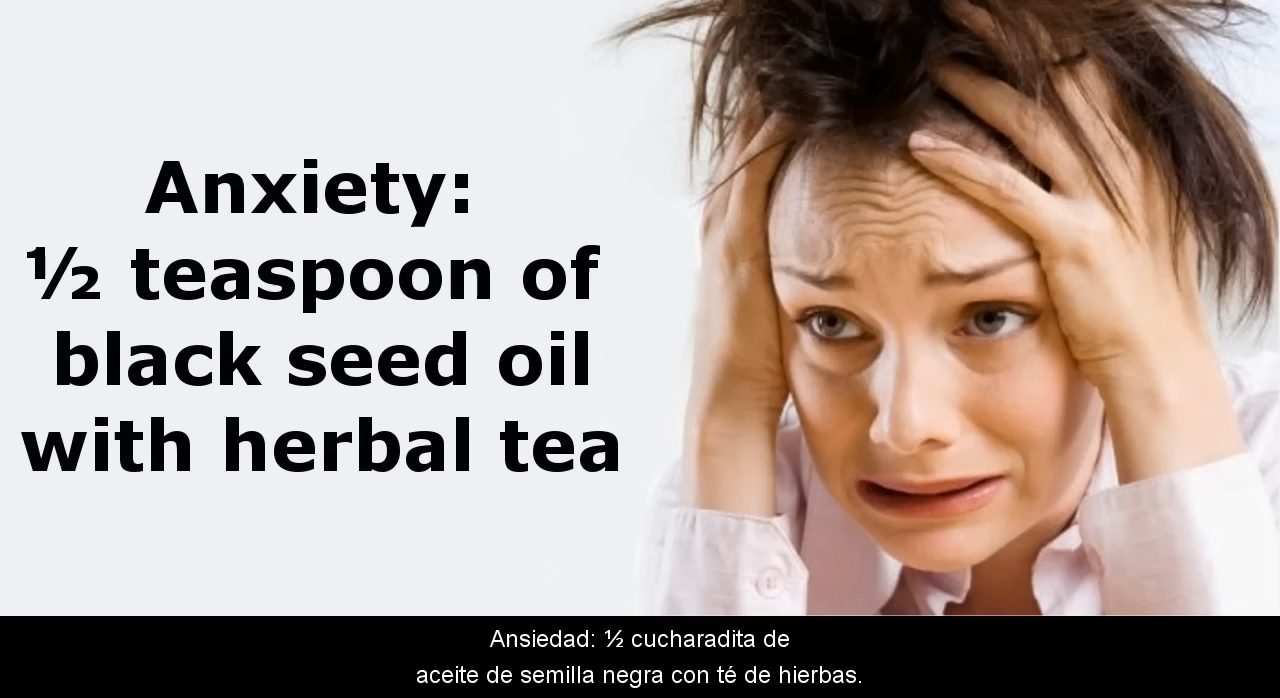 Anxiety:
½ teaspoon of
black seed oil
with herbal tea
Ansiedad: ½ cucharadita de
aceite de semilla negra con té de hierbas.